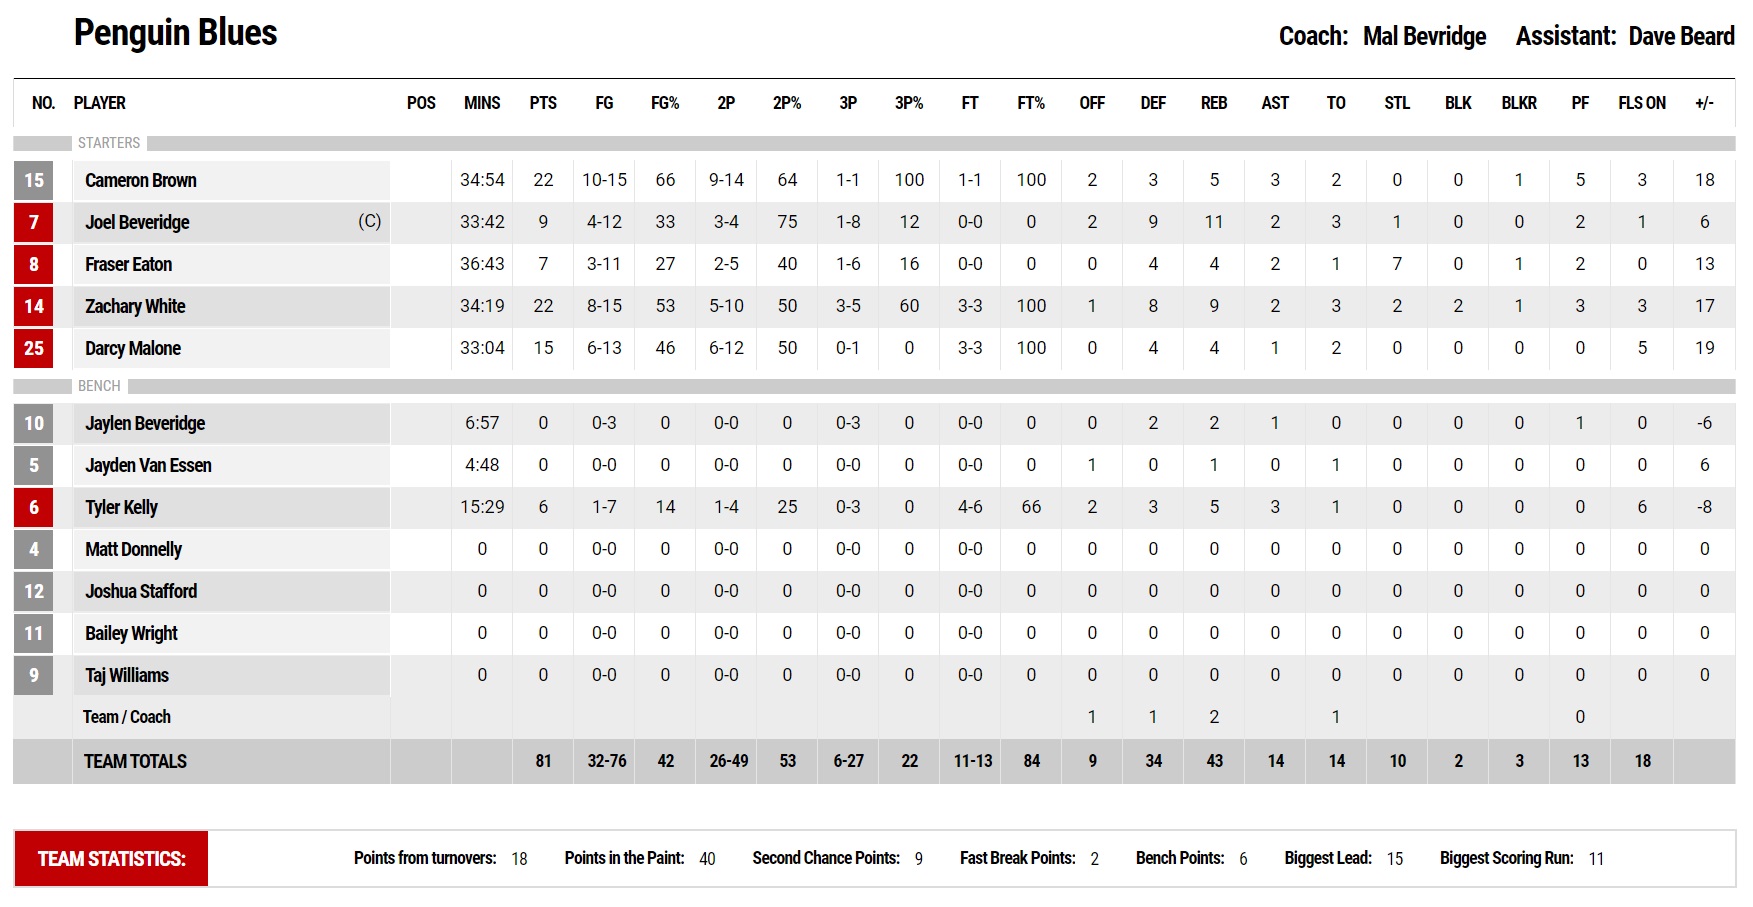 Penguin Blues
Coach: Mal Bevridge Assistant: Dave Beard
NO. PLAYER POS MINS PTS FG FG% 2P 2P% 3P 3P% FT FT% OFF DEF REB AST TO STL BLK BLKR PF FLS ON +/-
STARTERS
15 Cameron Brown 34:54 22 10-15 66 9-14 64 1-1 100 1-1 100 2 3 5 3 2 0 0 1 5 3 18
7 Joel Beveridge (C) 33:42 9 4-12 33 3-4 75 1-8 12 0-0 0 2 9 11 2 3 1 0 0 2 1 6
8 Fraser Eaton 36:43 7 3-11 27 2-5 40 1-6 16 0-0 0 0 4 4 2 1 7 0 1 2 0 13
14 Zachary White 34:19 22 8-15 53 5-10 50 3-5 60 3-3 100 1 8 9 2 3 2 2 1 3 3 17
25 Darcy Malone 33:04 15 6-13 46 6-12 50 0-1 0 3-3 100 0 4 4 1 2 0 0 0 0 5 19
BENCH
10 Jaylen Beveridge 6:57 0 0-3 0 0-0 0 0-3 0 0-0 0 0 2 2 1 0 0 0 0 1 0 -6
5 Jayden Van Essen 4:48 0 0-0 0 0-0 0 0-0 0 0-0 0 1 0 1 0 1 0 0 0 0 0 6
6 Tyler Kelly 15:29 6 1-7 14 1-4 25 0-3 0 4-6 66 2 3 5 3 1 0 0 0 0 6 -8
4 Matt Donnelly 0 0 0-0 0 0-0 0 0-0 0 0-0 0 0 0 0 0 0 0 0 0 0 0 0
12 Joshua Stafford 0 0 0-0 0 0-0 0 0-0 0 0-0 0 0 0 0 0 0 0 0 0 0 0 0
11 Bailey Wright 0 0 0-0 0 0-0 0 0-0 0 0-0 0 0 0 0 0 0 0 0 0 0 0 0
9 Taj Williams 0 0 0-0 0 0-0 0 0-0 0 0-0 0 0 0 0 0 0 0 0 0 0 0 0
Team / Coach 1 1 2 1 0
TEAM TOTALS 81 32-76 42 26-49 53 6-27 22 11-13 84 9 34 43 14 14 10 2 3 13 18
TEAM STATISTICS: Points from turnovers: 18 Points in the Paint: 40 Second Chance Points: 9 Fast Break Points: 2 Bench Points: 6 Biggest Lead: 15 Biggest Scoring Run: 11